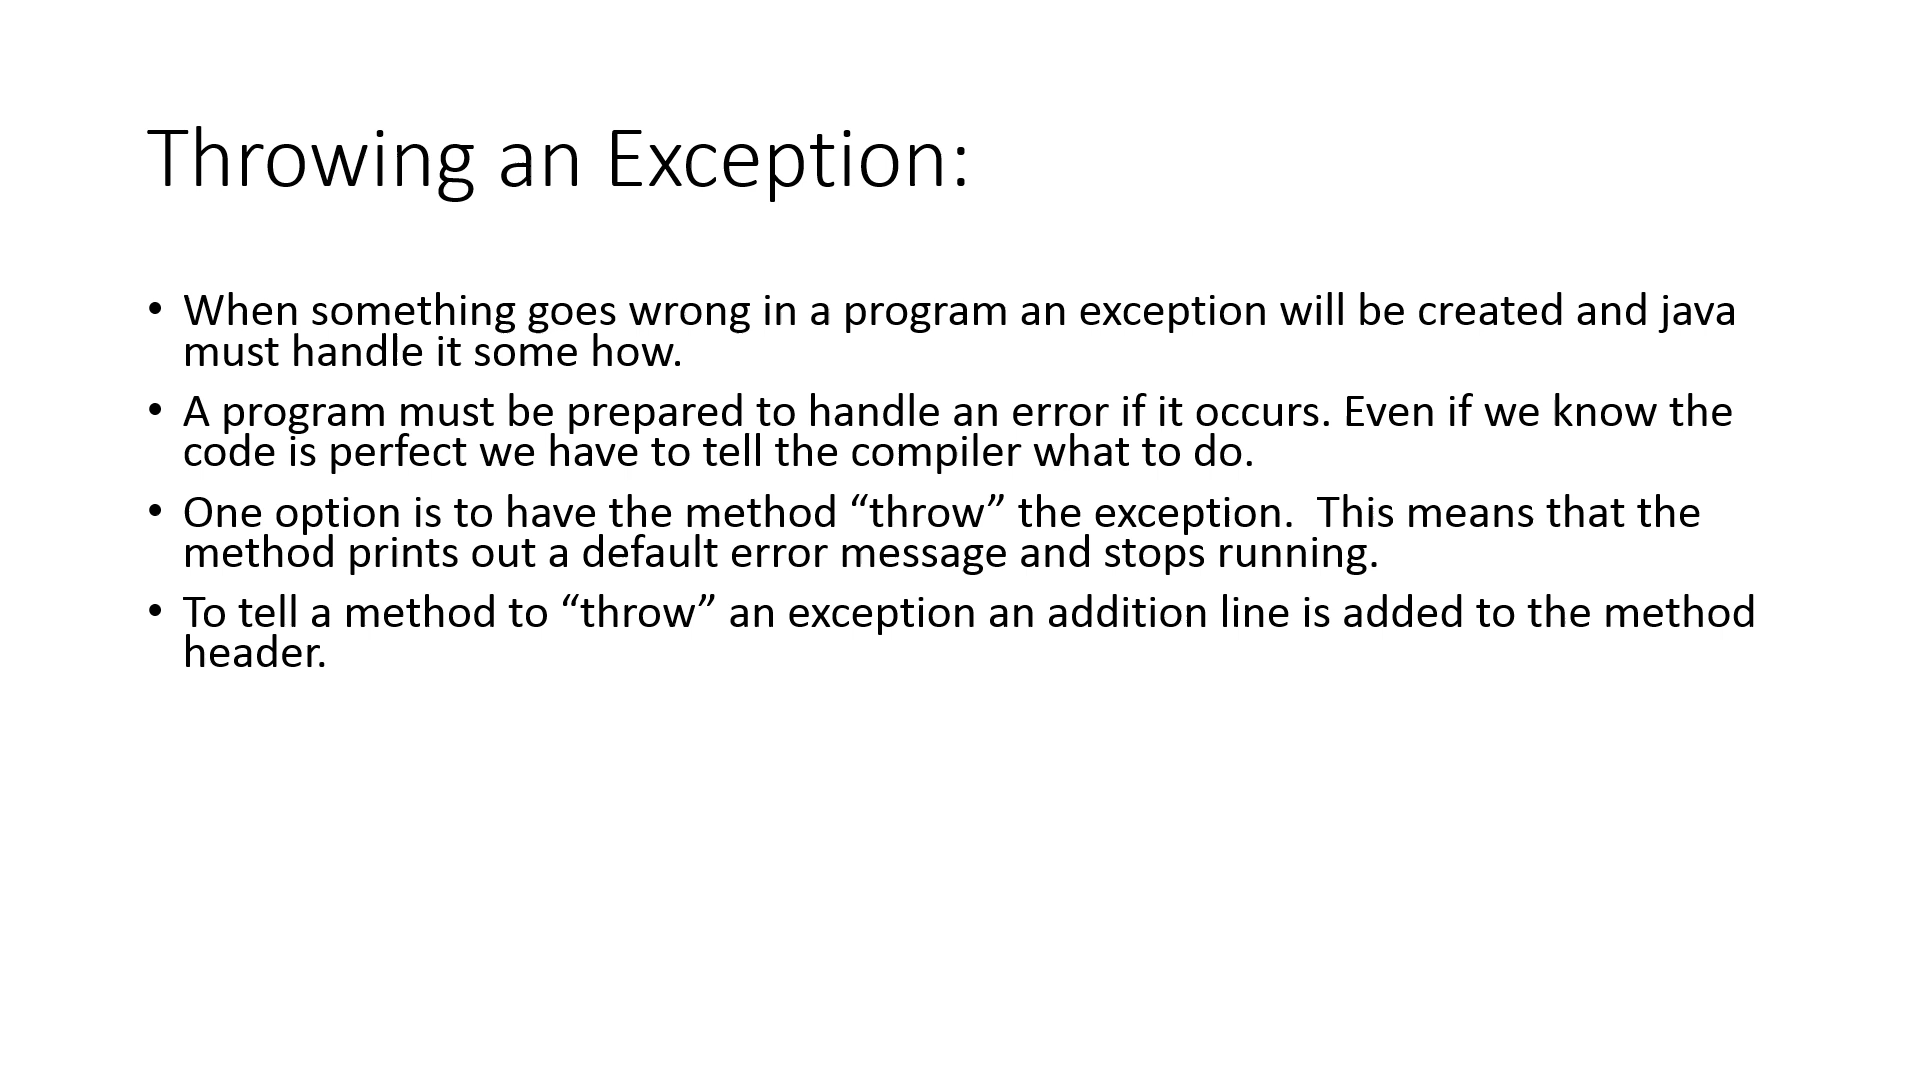 Throwing an Exception:
• When something goes wrong in a program an exception will be created and java
must handle it some how.
• A program must be prepared to handle an error if it occurs. Even if we know the
code is perfect we have to tell the compiler what to do.
• One option is to have the method “throw” the exception.  This means that the
method prints out a default error message and stops running.
• To tell a method to “throw” an exception an addition line is added to the method
header.